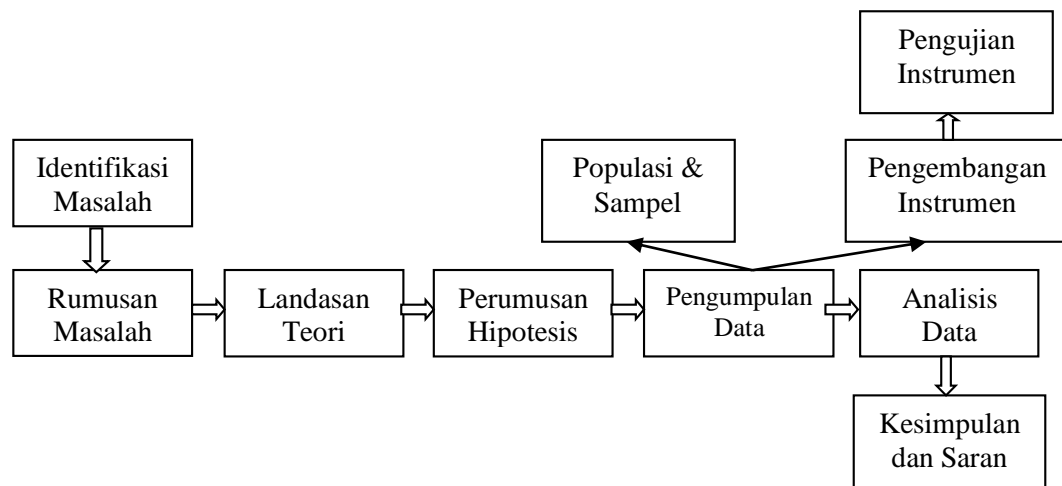 Pengujian
Instrumen
Identifikasi
Masalah
Populasi &
Sampel
Pengembangan
Instrumen
Rumusan
Masalah
Landasan
Teori
Perumusan
Hipotesis
Pengumpulan
Data
Analisis
Data
Kesimpulan
dan Saran